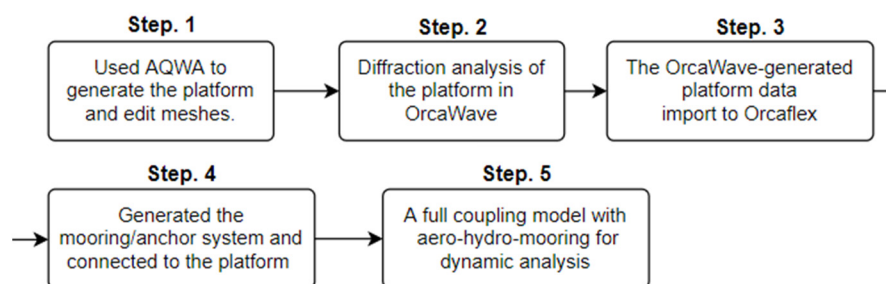 Step. 1
Used AQWA to
generate the platform
and edit meshes.
Step. 2
Diffraction analysis of
the platform in
OrcaWave
Step. 3
The OrcaWave-generated
platform data
import to Orcaflex
Step. 4
Generated the
mooring/anchor system and
connected to the platform
Step. 5
A full coupling model with
aero-hydro-mooring for
dynamic analysis